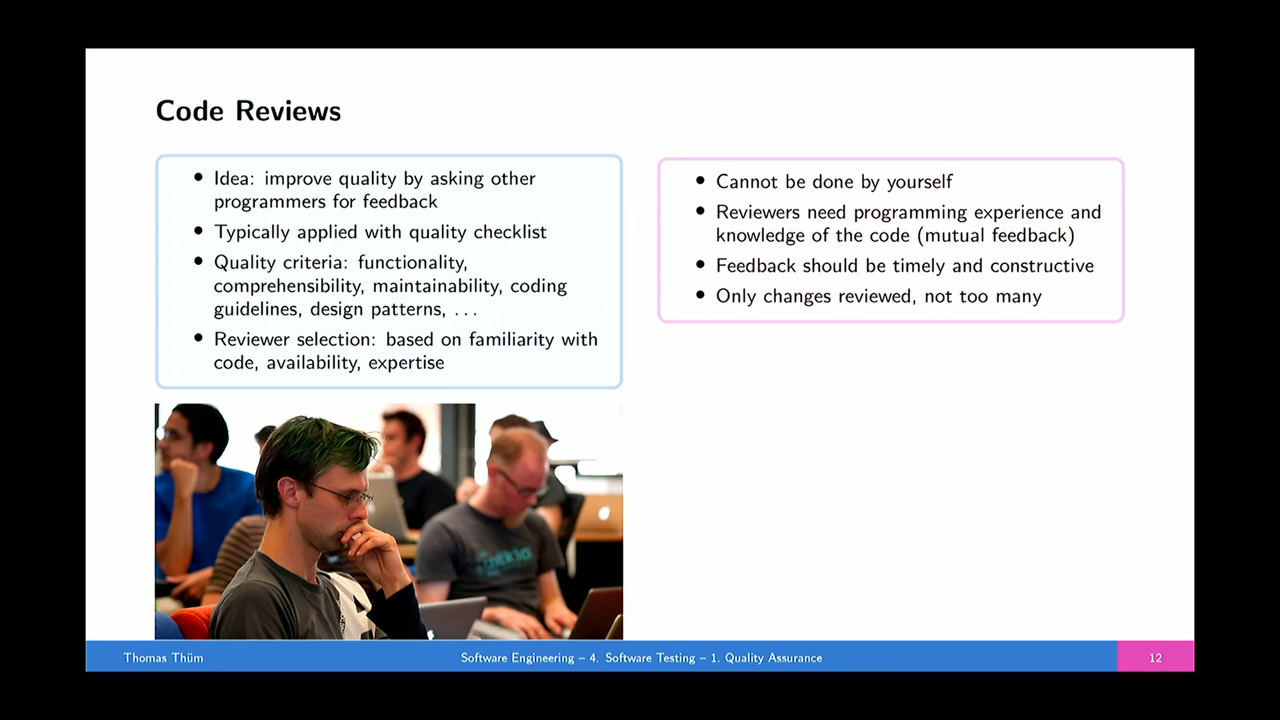 Code Reviews
• Idea: improve quality by asking other
programmers for feedback
• Typically applied with quality checklist
• Quality criteria: functionality,
comprehensibility, maintainability, coding
guidelines, design patterns, . . .
• Reviewer selection: based on familiarity with
code, availability, expertise
• Cannot be done by yourself
• Reviewers need programming experience and
knowledge of the code (mutual feedback)
• Feedback should be timely and constructive
• Only changes reviewed, not too many
Thomas Thüm
Software Engineering – 4. Software Testing – 1. Quality Assurance
12